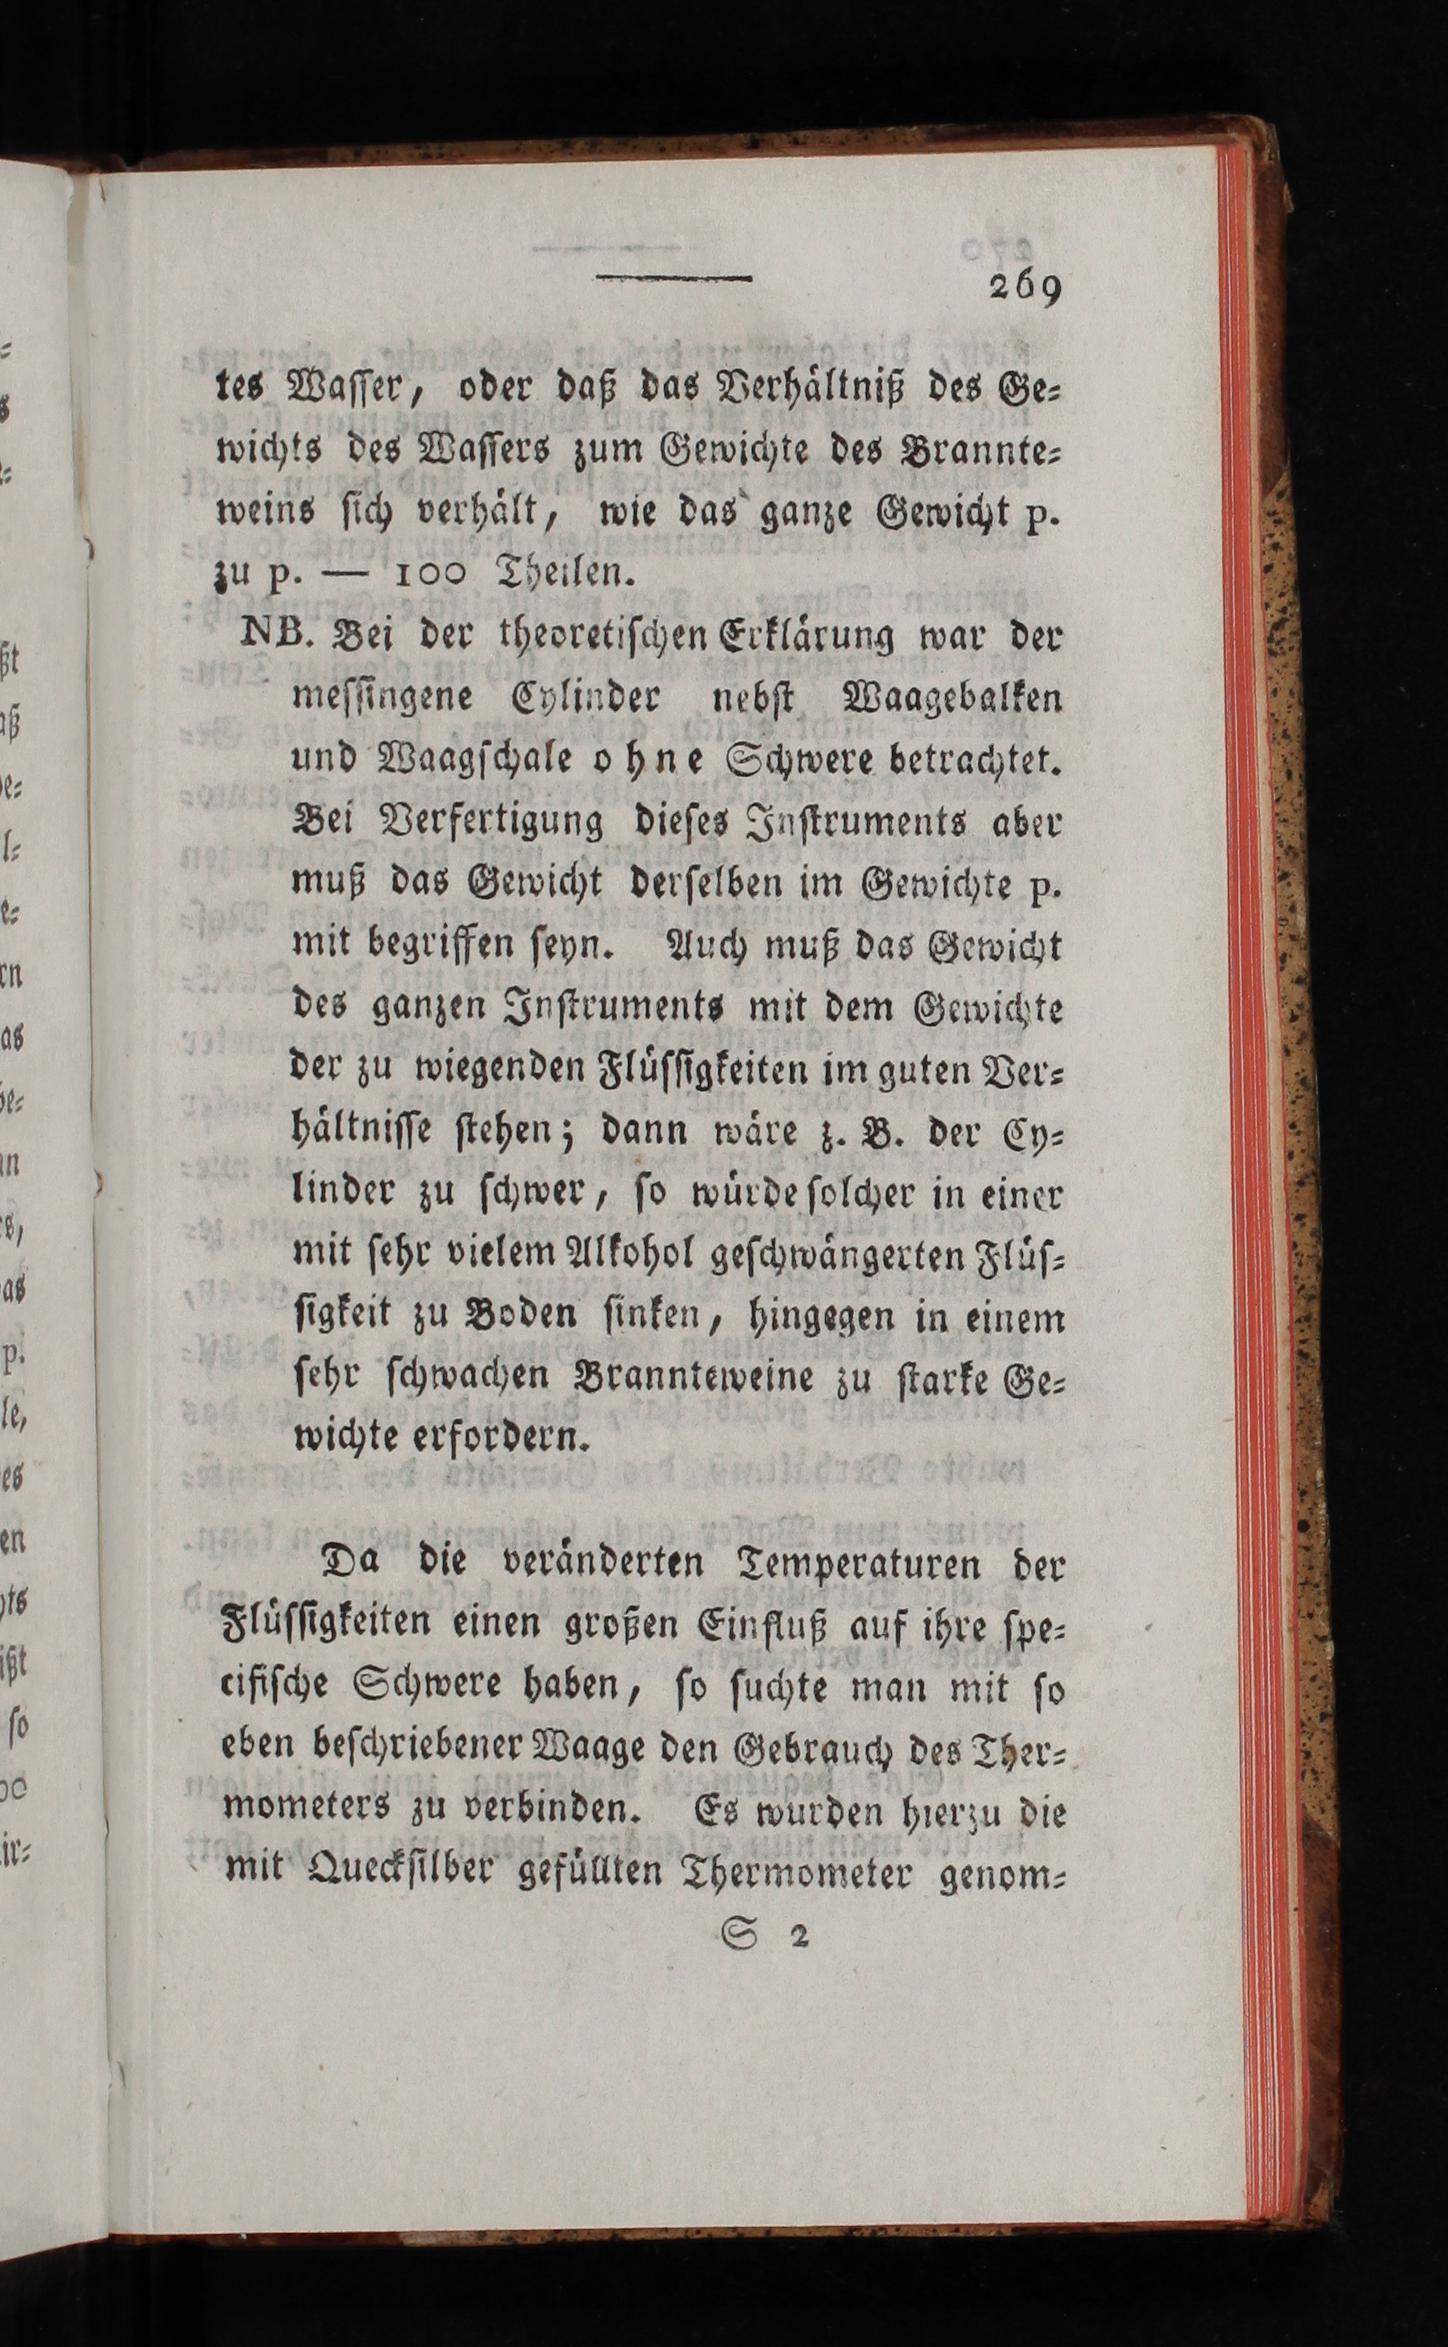 269
tes Waſſer, oder daß das Verhältniß des Ge⸗
wichts des Waſſers zum Gewichte des Brannte⸗
weins ſich verhält, wie das ganze Gewicht p.
zu p. — 100 Theilen.
NB. Bei der theoretiſchen Erklärung war der
meſſingene Cylinder nebſt Waagebalken
und Waagſchale ohne Schwere betrachtet.
Bei Verfertigung dieſes Inſtruments aber
muß das Gewicht derſelben im Gewichte p.
mit begriffen ſeyn. Auch muß das Gewicht
des ganzen Inſtruments mit dem Gewichte
der zu wiegenden Flüſſigkeiten im guten Ver⸗
hältniſſe ſtehen; dann wäre z. B. der Cy⸗
linder zu ſchwer, ſo würde ſolcher in einer
mit ſehr vielem Alkohol geſchwängerten Flüſ⸗
ſigkeit zu Boden ſinken, hingegen in einem
ſehr ſchwachen Brannteweine zu ſtarke Ge⸗
wichte erfordern.
Da die veränderten Temperaturen der
Flüſſigkeiten einen großen Einfluß auf ihre ſpe⸗
cifiſche Schwere haben, ſo ſuchte man mit ſo
eben beſchriebener Waage den Gebrauch des Ther⸗
mometers zu verbinden. Es wurden hierzu die
mit Queckſilber gefüllten Thermometer genom⸗
S 2